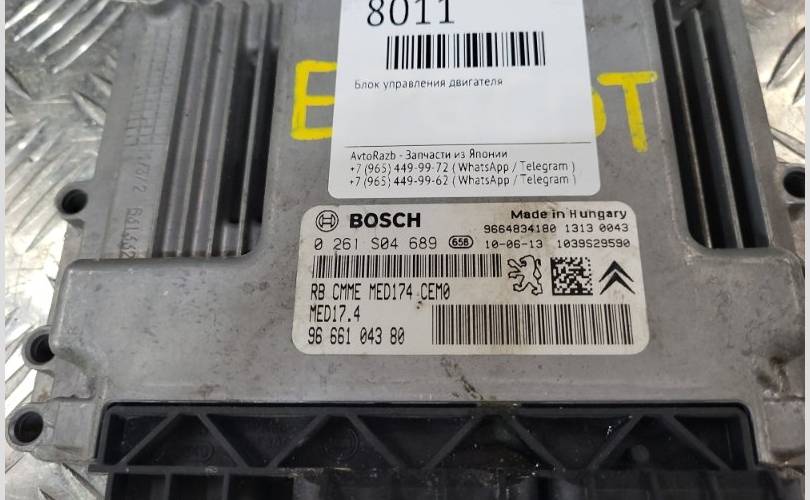 8011
Блок управления двигателя
AvtoRazb - Запчасти из Японии
+7 (965) 449-99-72 ( WhatsApp / Telegram )
+7 (965) 449-99-62 ( WhatsApp / Telegram )
BOSCH
Made in Hungary
9664834180 1313 0043
0 261 S04 689 658 10-06-13 1039S29590
RB CMME MED174 CEM0
MED17.4
96 661 043 80